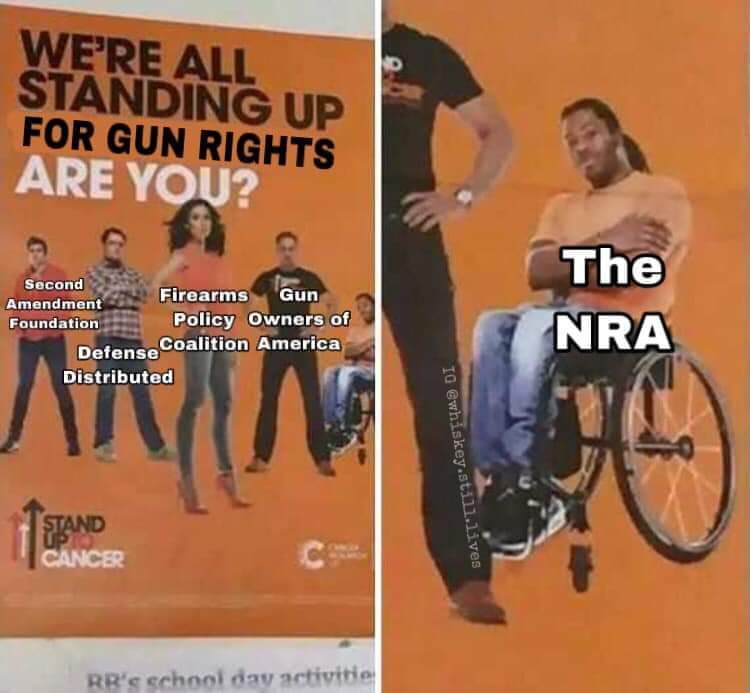 WE'RE ALL
STANDING UP
FOR GUN RIGHTS
ARE YOU?
Second
Amendment
Foundation
Defense
Distributed
Firearms
Policy
Coalition
Gun
Owners of
America
STAND
UP TO
CANCER
RB's school day activitie
The
NRA
IG @whiskey.still.lives